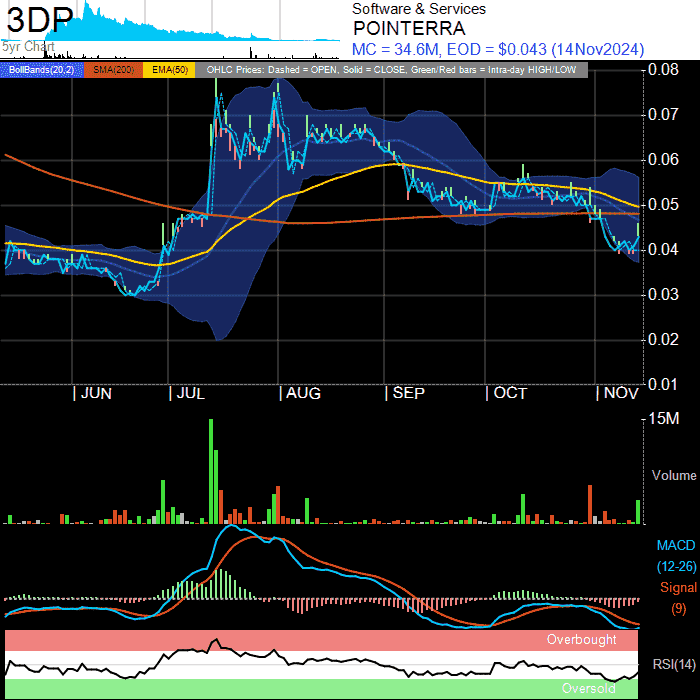 3DP
5yr Chart
Software & Services
POINTERRA
MC = 34.6M, EOD = $0.043 (14Nov2024)
BollBands(20,2) SMA(200) EMA(50) OHLC Prices: Dashed = OPEN, Solid = CLOSE, Green/Red bars = Intra-day HIGH/LOW
0.08
0.07
0.06
0.05
0.04
0.03
0.02
0.01
JUN JUL AUG SEP OCT NOV
15M
Volume
MACD
(12-26)
Signal
(9)
Overbought
RSI(14)
Oversold